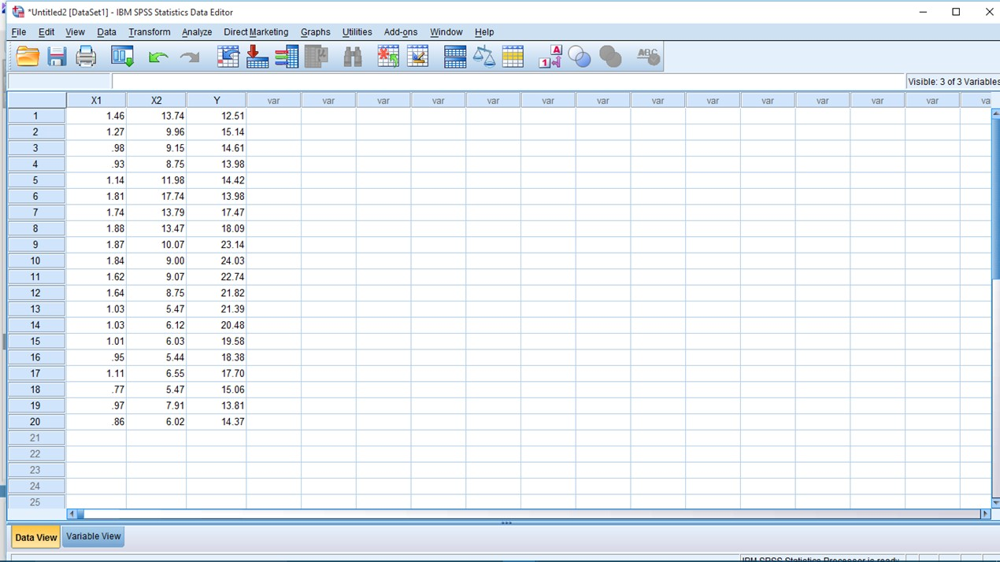 *Untitled2 [DataSet1] - IBM SPSS Statistics Data Editor
File Edit View Data Transform Analyze Direct Marketing Graphs Utilities Add-ons Window Help
A
1
ABC
Visible: 3 of 3 Variables
X1 X2 Y var var var var var var var var var var var var var va
1 1.46 13.74 12.51
2 1.27 9.96 15.14
3 .98 9.15 14.61
4 .93 8.75 13.98
5 1.14 11.98 14.42
6 1.81 17.74 13.98
7 1.74 13.79 17.47
8 1.88 13.47 18.09
9 1.87 10.07 23.14
10 1.84 9.00 24.03
11 1.62 9.07 22.74
12 1.64 8.75 21.82
13 1.03 5.47 21.39
14 1.03 6.12 20.48
15 1.01 6.03 19.58
16 .95 5.44 18.38
17 1.11 6.55 17.70
18 .77 5.47 15.06
19 .97 7.91 13.81
20 .86 6.02 14.37
21
22
23
24
25
Data View Variable View
IBM SPSS Statistics Processor is ready